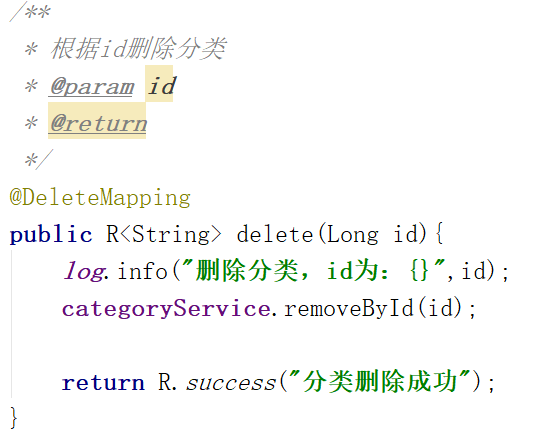 /**
 * 根据id删除分类
 * @param id
 * @return
 */
@DeleteMapping
public R<String> delete(Long id){
    log.info("删除分类，id为：{}",id);
    categoryService.removeById(id);
    return R.success("分类删除成功");
}